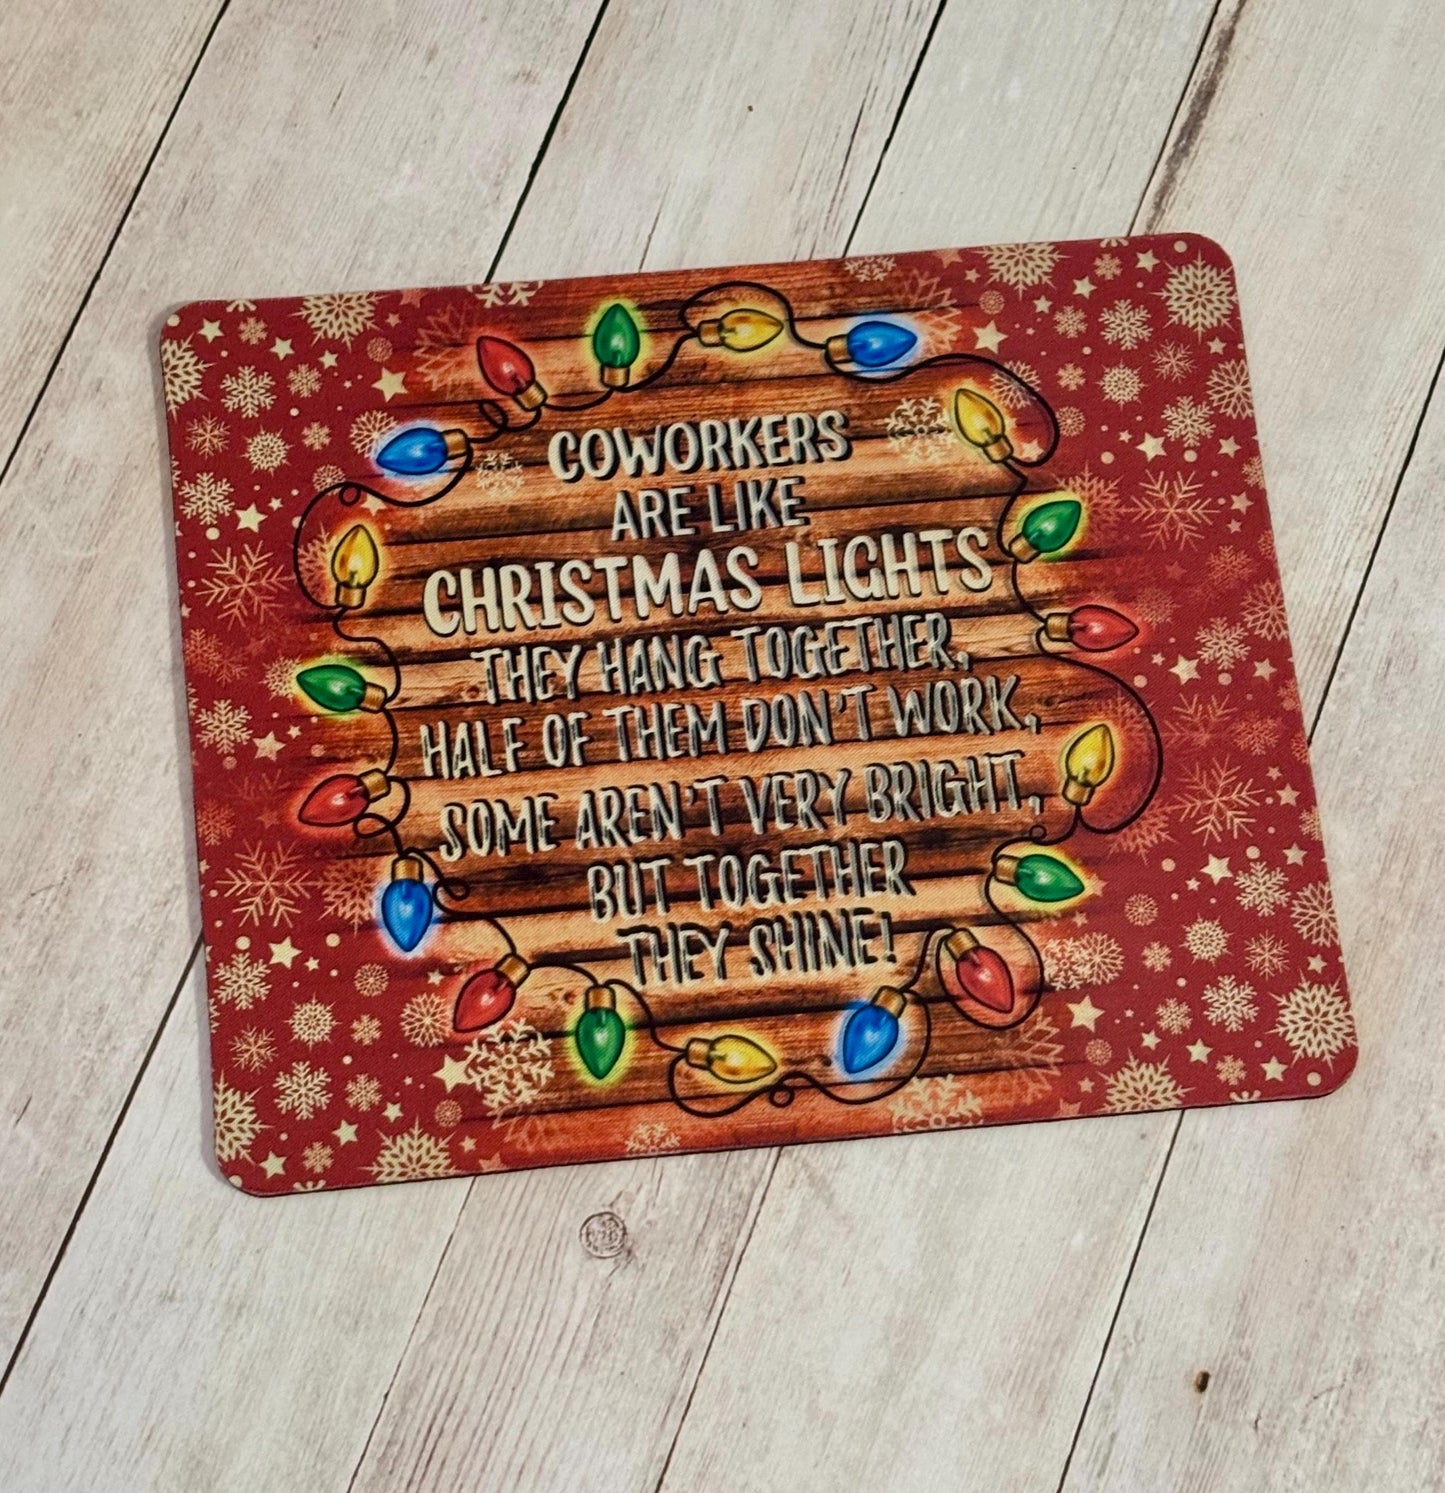 COWORKERS
ARE LIKE
CHRISTMAS LIGHTS
THEY HANG TOGETHER,
HALF OF THEM DON'T WORK,
SOME AREN'T VERY BRIGHT,
BUT TOGETHER
THEY SHINE!